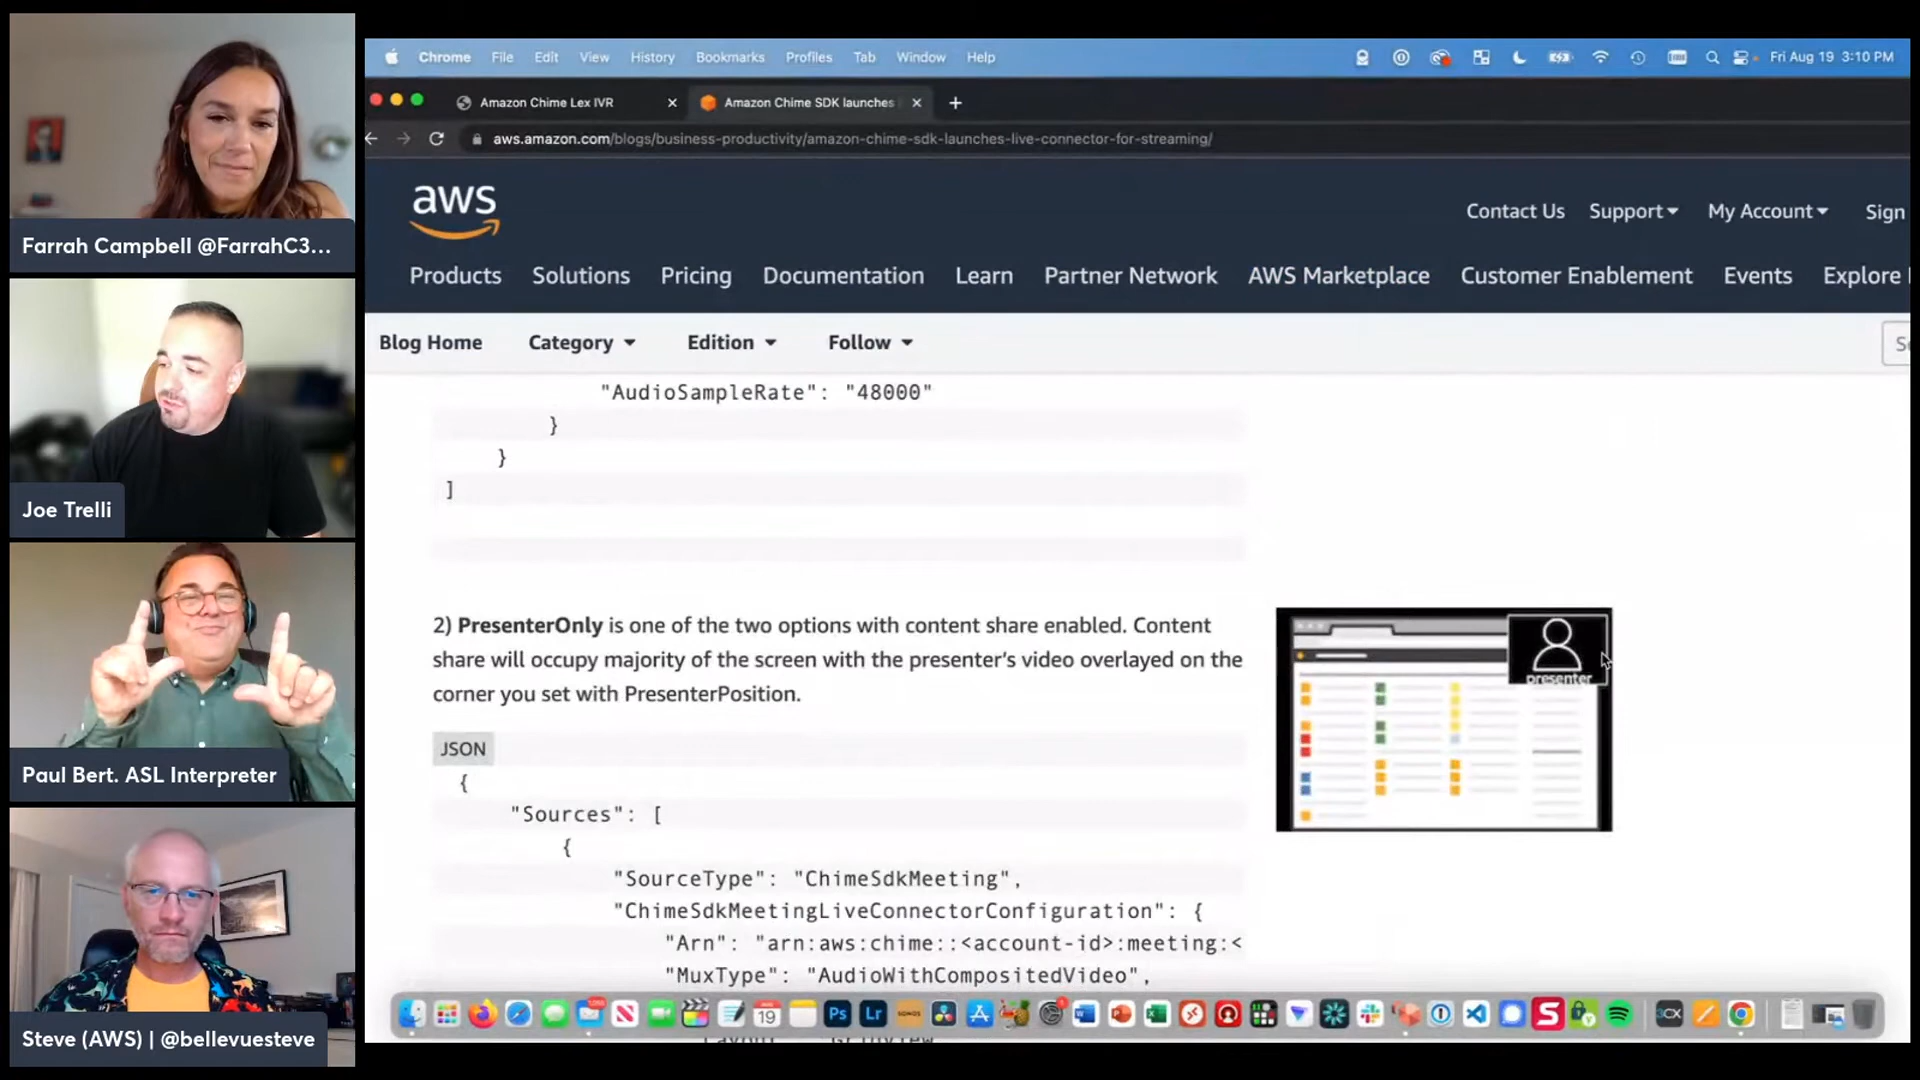 Farrah Campbell @FarrahC3...
Joe Trelli
Paul Bert. ASL Interpreter
Steve (AWS) | @bellevuesteve
Chrome File Edit View History Bookmarks Profiles Tab Window Help
Fri Aug 19 3:10 PM
Amazon Chime Lex IVR
Amazon Chime SDK launches
aws.amazon.com/blogs/business-productivity/amazon-chime-sdk-launches-live-connector-for-streaming/
aws
Contact Us Support My Account Sign
Products Solutions Pricing Documentation Learn Partner Network AWS Marketplace Customer Enablement Events Explore
Blog Home Category Edition Follow
"AudioSampleRate": "48000"
}
}
]
2) PresenterOnly is one of the two options with content share enabled. Content
share will occupy majority of the screen with the presenter's video overlayed on the
corner you set with PresenterPosition.
presenter
JSON
{
"Sources": [
{
"SourceType": "ChimeSdkMeeting",
"ChimeSdkMeetingLiveConnectorConfiguration": {
"Arn": "arn:aws:chime::<account-id>:meeting:<
"MuxType": "AudioWithCompositedVideo",
19
Ps
Lr
SONOS
3CX